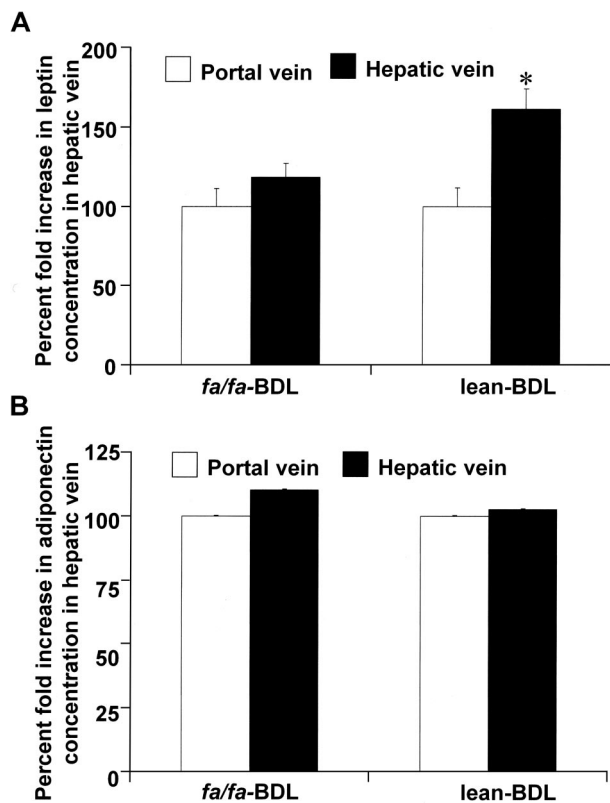 A
Percent fold increase in leptin
concentration in hepatic vein
200
150
100
50
0
Portal vein
Hepatic vein
*
fa/fa-BDL
lean-BDL
B
Percent fold increase in adiponectin
concentration in hepatic vein
125
100
75
50
25
0
Portal vein
Hepatic vein
fa/fa-BDL
lean-BDL